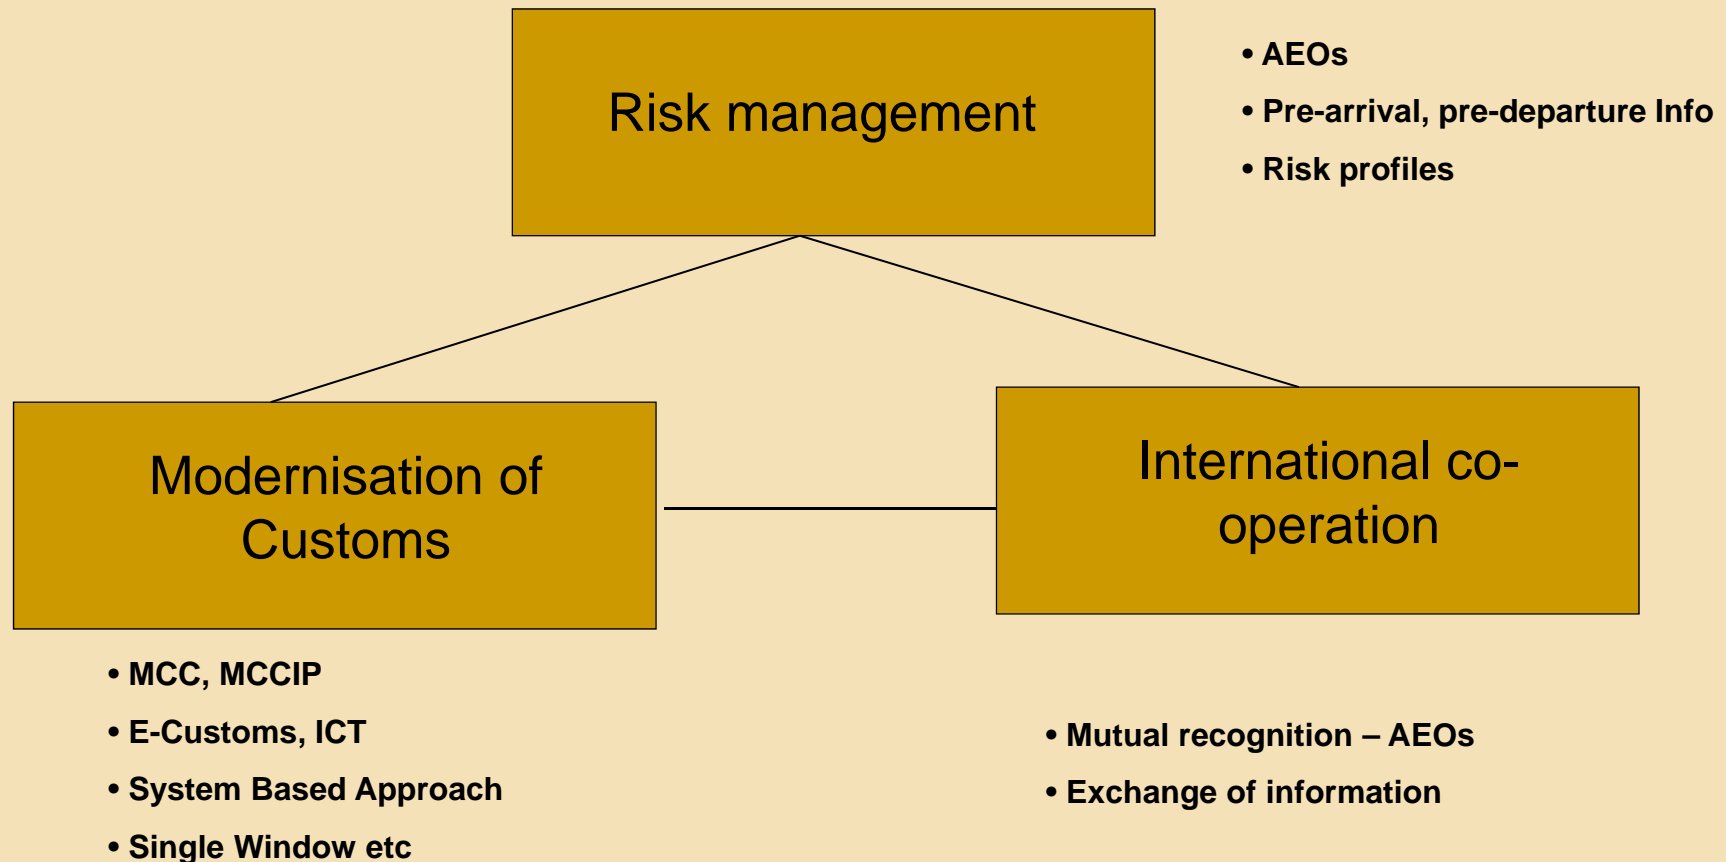 Risk management
• AEOs
• Pre-arrival, pre-departure Info
• Risk profiles
Modernisation of
Customs
International co-
operation
• MCC, MCCIP
• E-Customs, ICT
• System Based Approach
• Single Window etc
• Mutual recognition – AEOs
• Exchange of information